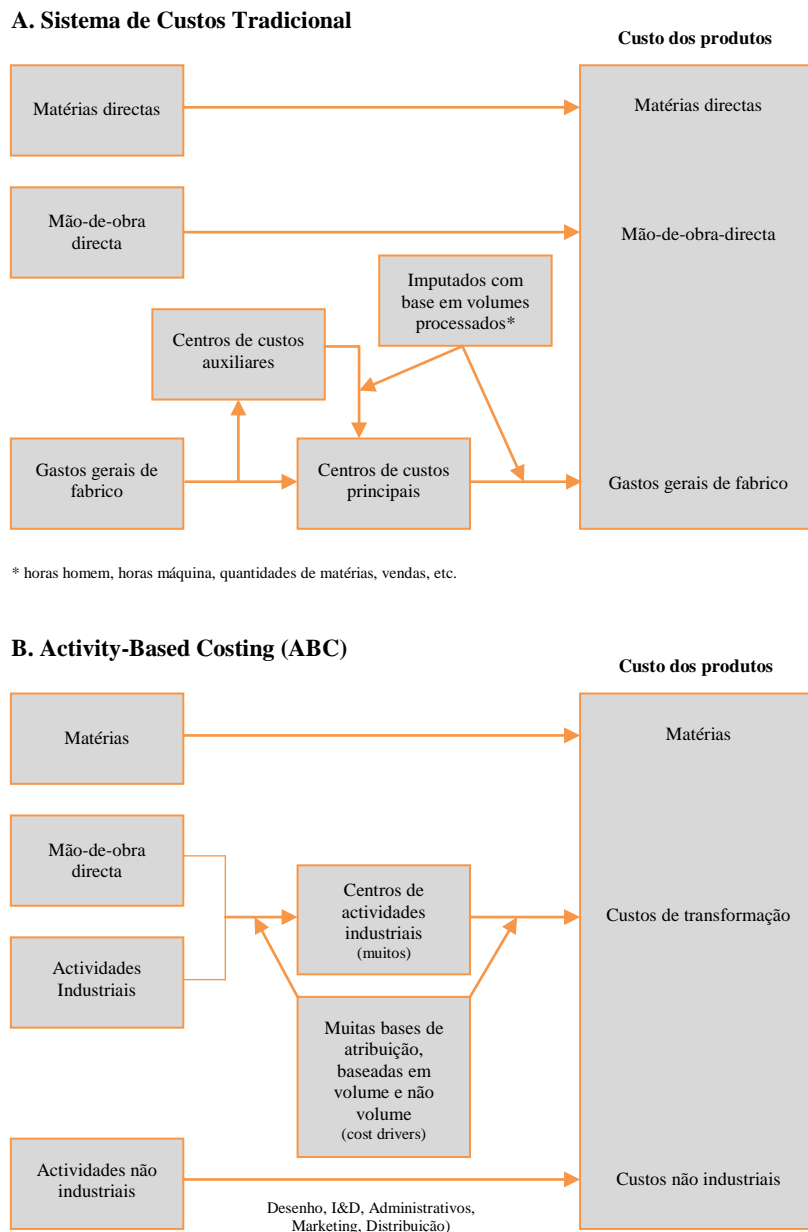 A. Sistema de Custos Tradicional
Custo dos produtos
Matérias directas
Matérias directas
Mão-de-obra
directa
Mão-de-obra-directa
Imputados com
base em volumes
processados*
Centros de custos
auxiliares
Gastos gerais de
fabrico
Centros de custos
principais
Gastos gerais de fabrico
* horas homem, horas máquina, quantidades de matérias, vendas, etc.
B. Activity-Based Costing (ABC)
Custo dos produtos
Matérias
Matérias
Mão-de-obra
directa
Centros de
actividades
industriais
(muitos)
Custos de transformação
Actividades
Industriais
Muitas bases de
atribuição,
baseadas em
volume e não
volume
(cost drivers)
Actividades não
industriais
Custos não industriais
Desenho, I&D, Administrativos,
Marketing, Distribuição)